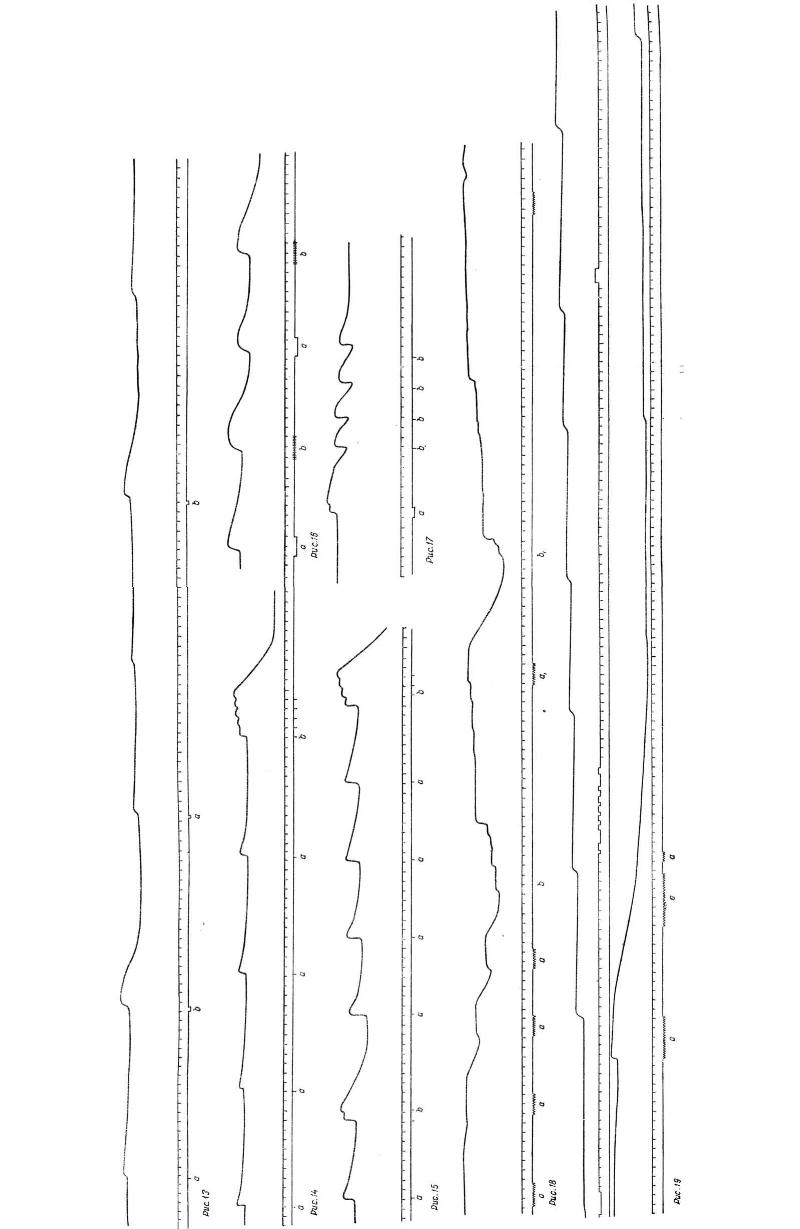 a b a b
Рис.13
a a a a b
Рис.14
a b a b
Рис.16
a b a a a a b
Рис.15
a b, b b b
Рис.17
a a a a b a₁ b₁
Рис.18
a a a
Рис.19